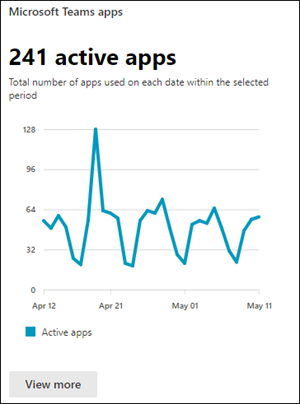 Microsoft Teams apps
241 active apps
Total number of apps used on each date within the selected
period
128
96
64
32
0
Apr 12 Apr 21 May 01 May 11
Active apps
View more